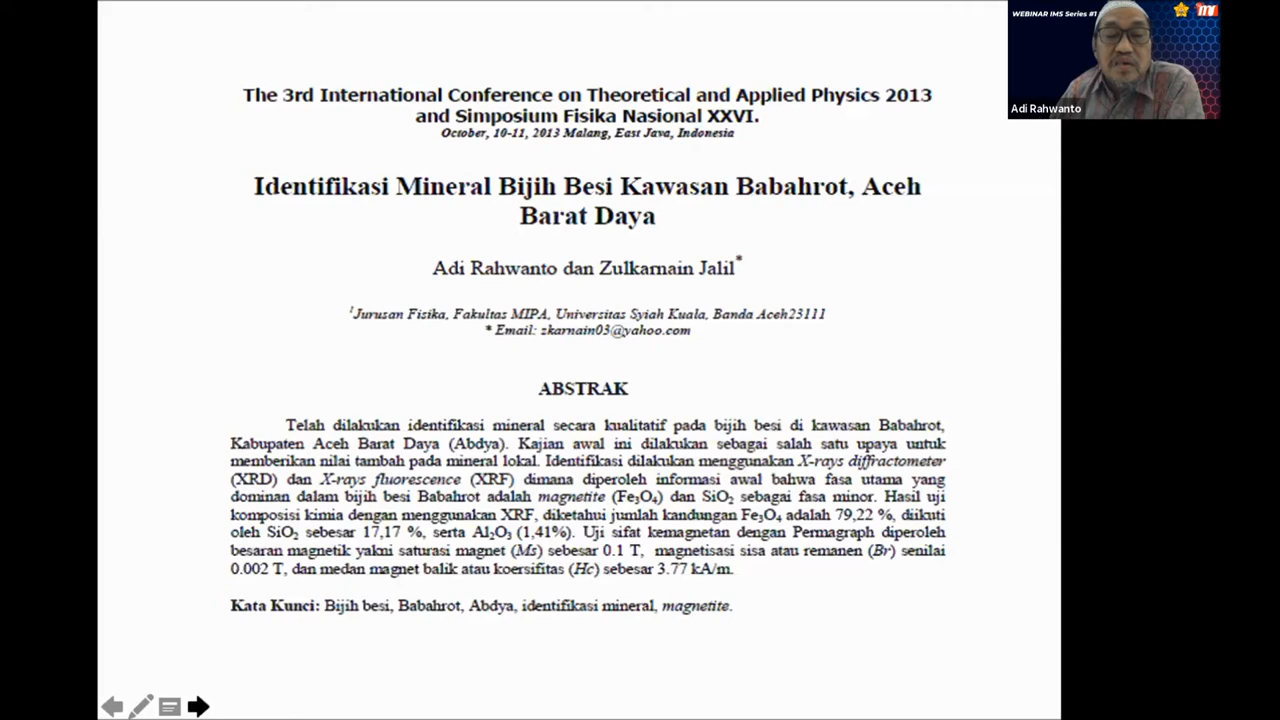 WEBINAR IMS Series #1
Adi Rahwanto
The 3rd International Conference on Theoretical and Applied Physics 2013
and Simposium Fisika Nasional XXVI.
October, 10-11, 2013 Malang, East Java, Indonesia
Identifikasi Mineral Bijih Besi Kawasan Babahrot, Aceh
Barat Daya
Adi Rahwanto dan Zulkarnain Jalil*
¹Jurusan Fisika, Fakultas MIPA, Universitas Syiah Kuala, Banda Aceh23111
* Email: zkarnain03@yahoo.com
ABSTRAK
Telah dilakukan identifikasi mineral secara kualitatif pada bijih besi di kawasan Babahrot,
Kabupaten Aceh Barat Daya (Abdya). Kajian awal ini dilakukan sebagai salah satu upaya untuk
memberikan nilai tambah pada mineral lokal. Identifikasi dilakukan menggunakan X-rays diffractometer
(XRD) dan X-rays fluorescence (XRF) dimana diperoleh informasi awal bahwa fasa utama yang
dominan dalam bijih besi Babahrot adalah magnetite (Fe₃O₄) dan SiO₂ sebagai fasa minor. Hasil uji
komposisi kimia dengan menggunakan XRF, diketahui jumlah kandungan Fe₃O₄ adalah 79,22 %, diikuti
oleh SiO₂ sebesar 17,17 %, serta Al₂O₃ (1,41%). Uji sifat kemagnetan dengan Permagraph diperoleh
besaran magnetik yakni saturasi magnet (Ms) sebesar 0.1 T, magnetisasi sisa atau remanen (Br) senilai
0.002 T, dan medan magnet balik atau koersifitas (Hc) sebesar 3.77 kA/m.
Kata Kunci: Bijih besi, Babahrot, Abdya, identifikasi mineral, magnetite.